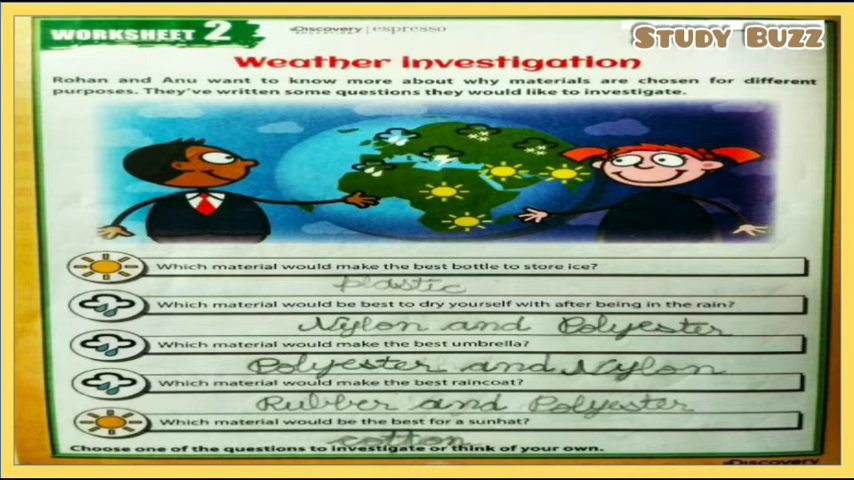 WORKSHEET 2
Discovery EDUCATION | espresso
STUDY BUZZ
Weather investigation
Rohan and Anu want to know more about why materials are chosen for different
purposes. They've written some questions they would like to investigate.
Which material would make the best bottle to store ice?
plastic
Which material would be best to dry yourself with after being in the rain?
Nylon and Polyester
Which material would make the best umbrella?
Polyester and Nylon
Which material would make the best raincoat?
Rubber and Polyester
Which material would be the best for a sunhat?
cotton
Choose one of the questions to investigate or think of your own.
Discovery